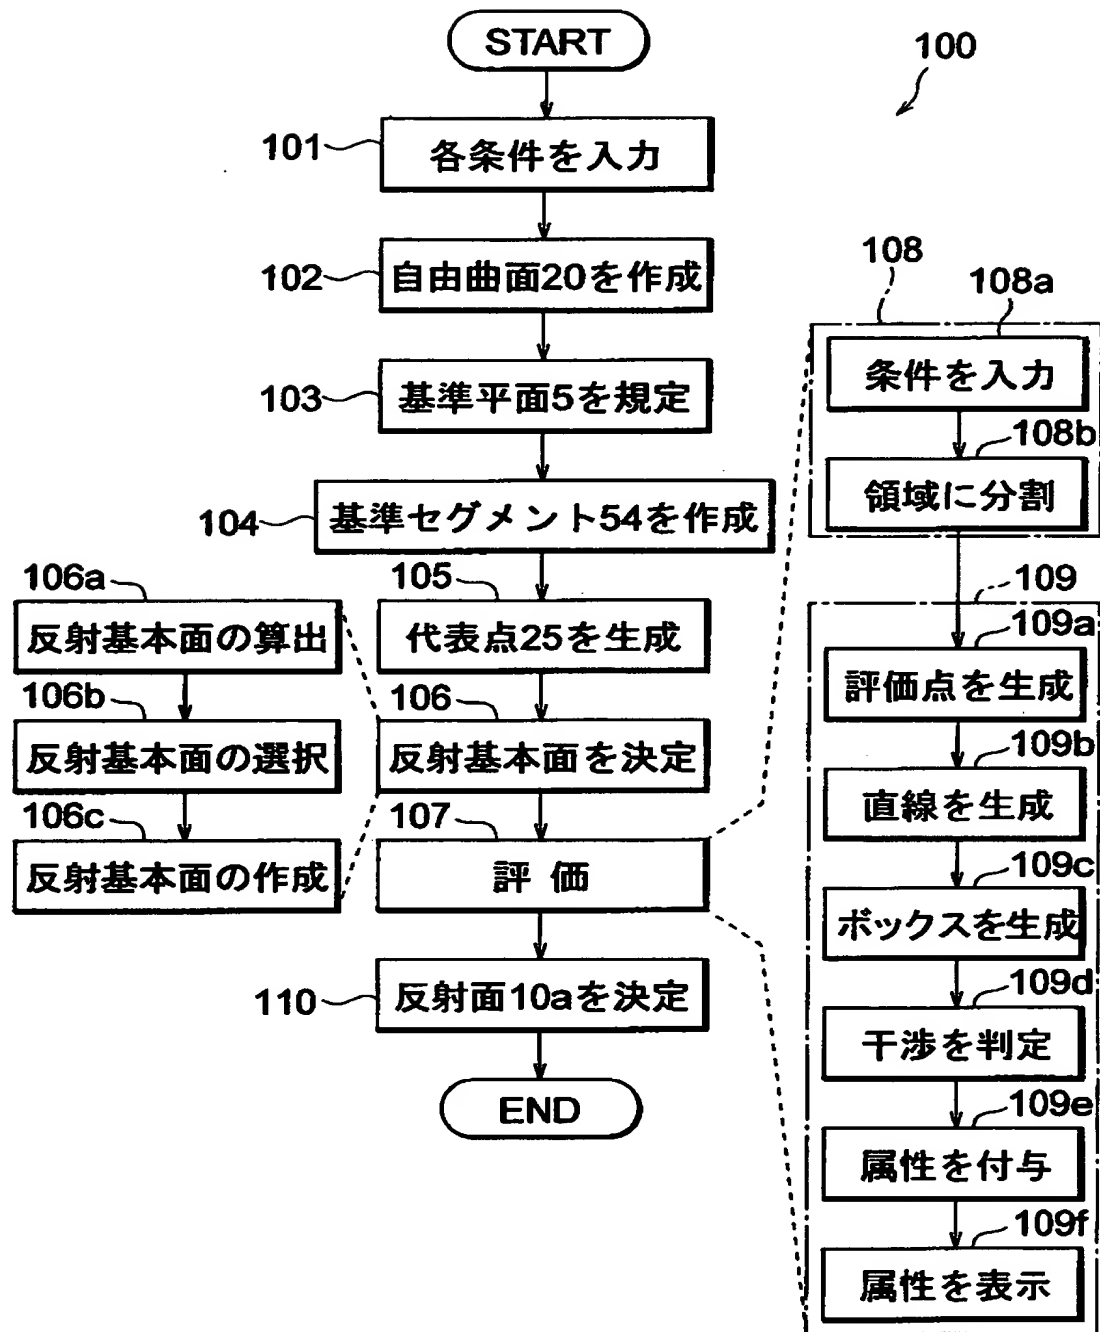 START
100
101
各条件を入力
102
自由曲面20を作成
103
基準平面5を規定
104
基準セグメント54を作成
105
代表点25を生成
106
反射基本面を決定
106a
反射基本面の算出
106b
反射基本面の選択
106c
反射基本面の作成
107
評 価
108
108a
条件を入力
108b
領域に分割
109
109a
評価点を生成
109b
直線を生成
109c
ボックスを生成
109d
干渉を判定
109e
属性を付与
109f
属性を表示
110
反射面10aを決定
END